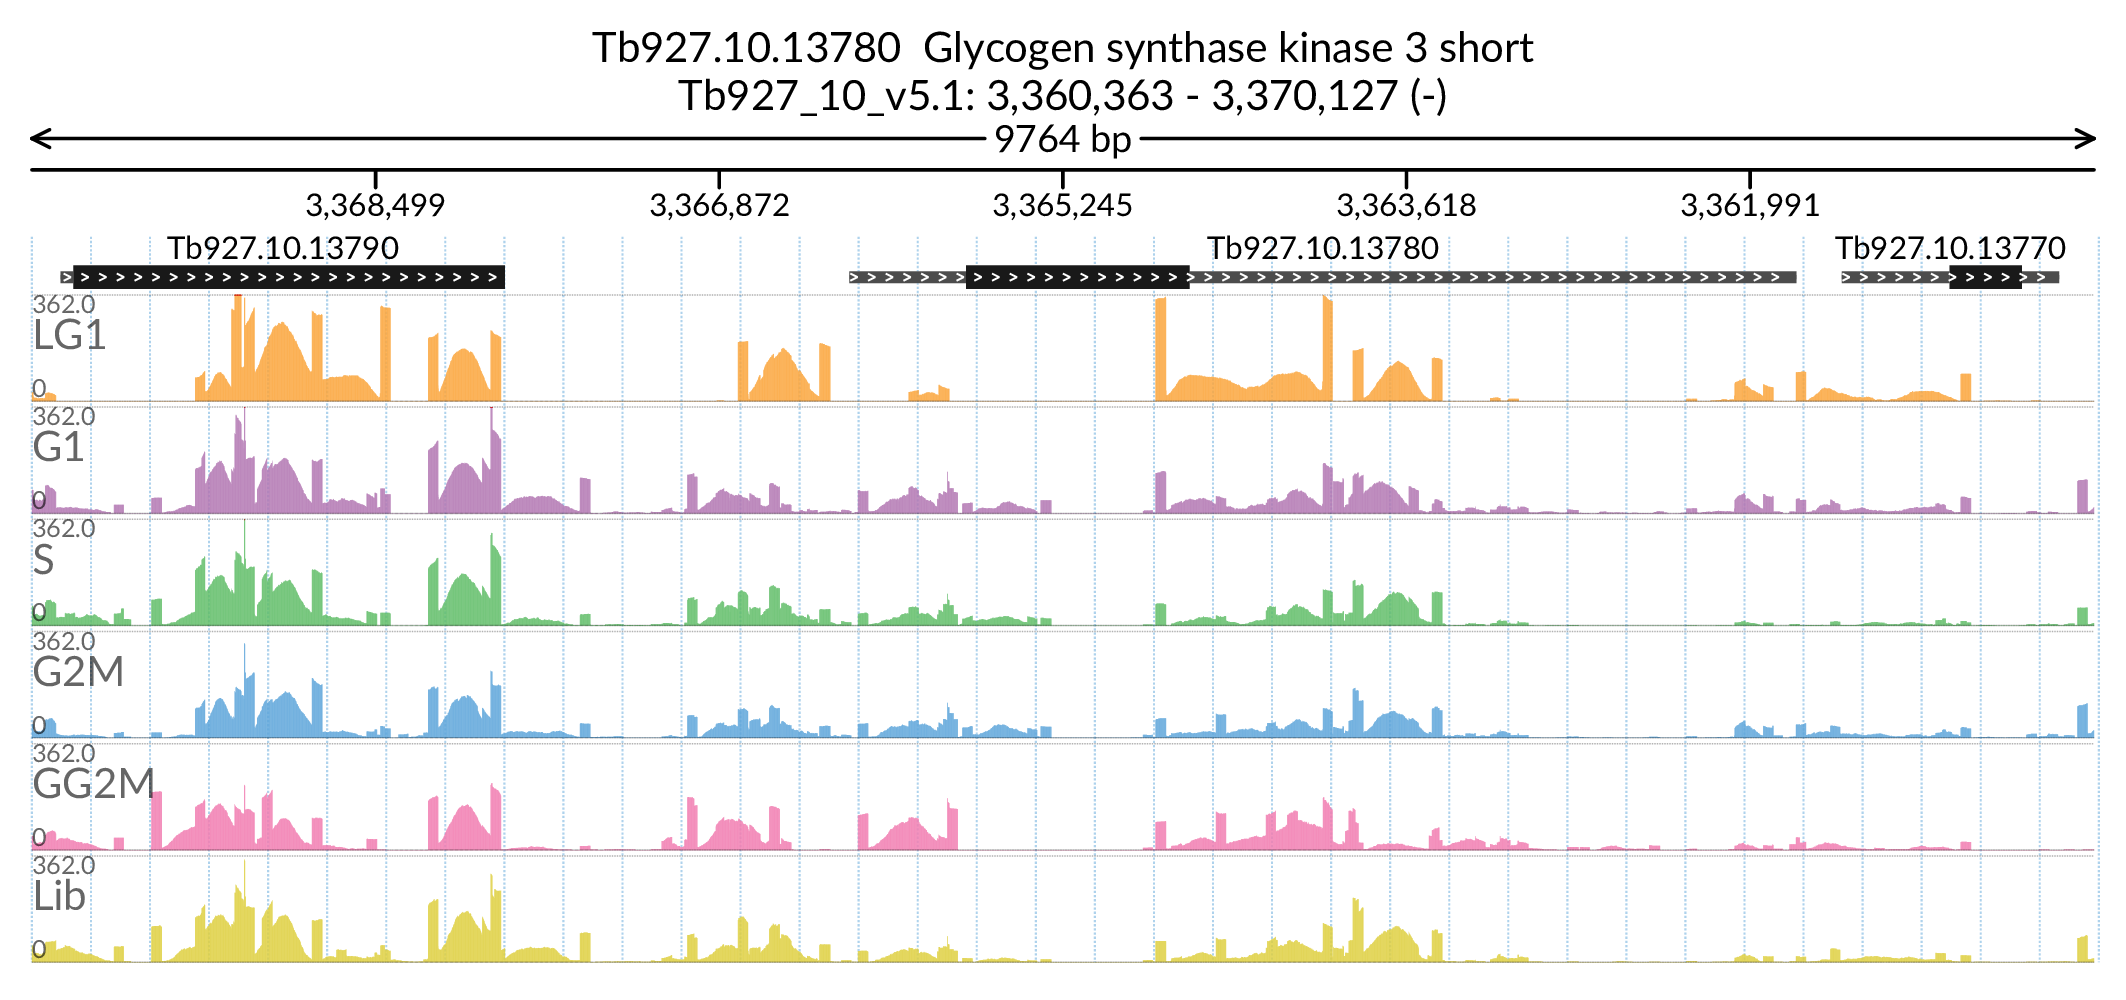 Tb927.10.13780  Glycogen synthase kinase 3 short
Tb927_10_v5.1: 3,360,363 - 3,370,127 (-)
9764 bp
3,368,499 3,366,872 3,365,245 3,363,618 3,361,991
Tb927.10.13790 Tb927.10.13780 Tb927.10.13770
362.0
LG1
0
362.0
G1
0
362.0
S
0
362.0
G2M
0
362.0
GG2M
0
362.0
Lib
0